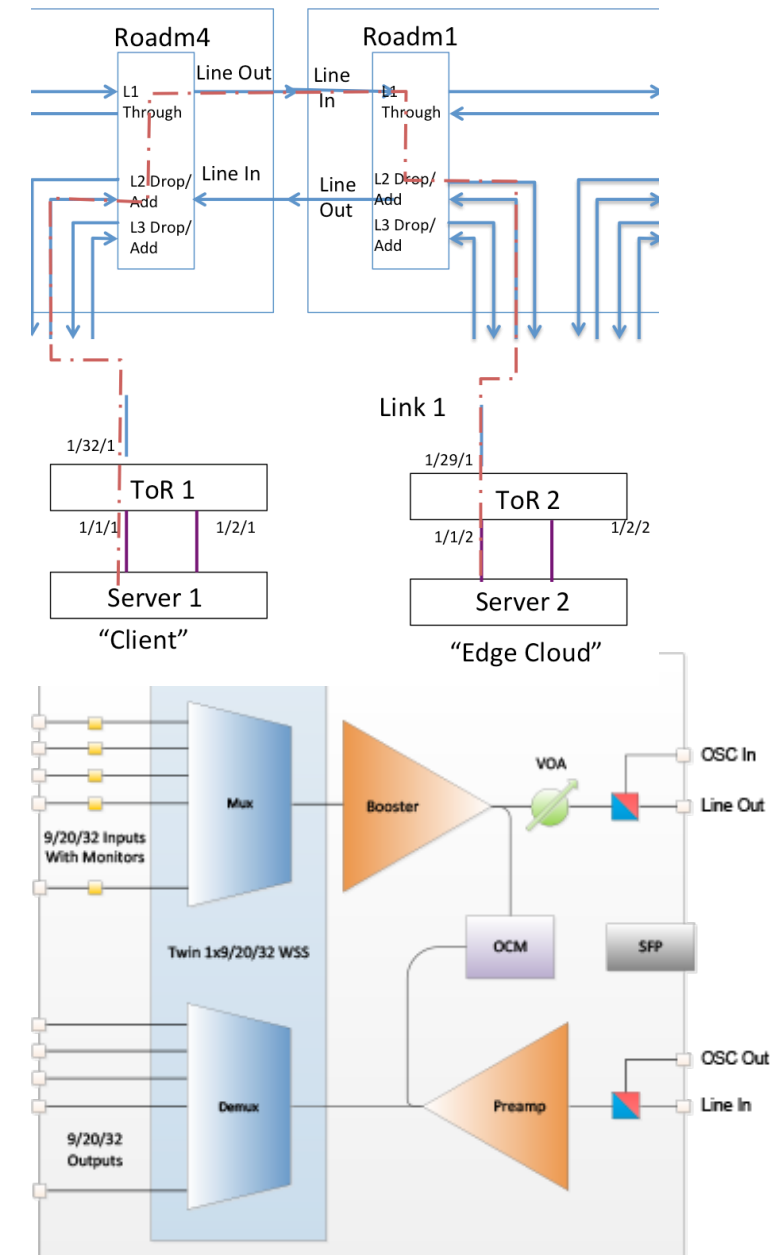 Roadm4
Roadm1
Line Out
Line
In
L1
Through
L1
Through
L2 Drop/
Add
Line In
Line
Out
L2 Drop/
Add
L3 Drop/
Add
L3 Drop/
Add
Link 1
1/32/1
1/29/1
ToR 1
ToR 2
1/1/1
1/2/1
1/1/2
1/2/2
Server 1
Server 2
“Client”
“Edge Cloud”
OSC In
VOA
Mux
Booster
Line Out
9/20/32 Inputs
With Monitors
Twin 1x9/20/32 WSS
OCM
SFP
OSC Out
Demux
Preamp
Line In
9/20/32
Outputs